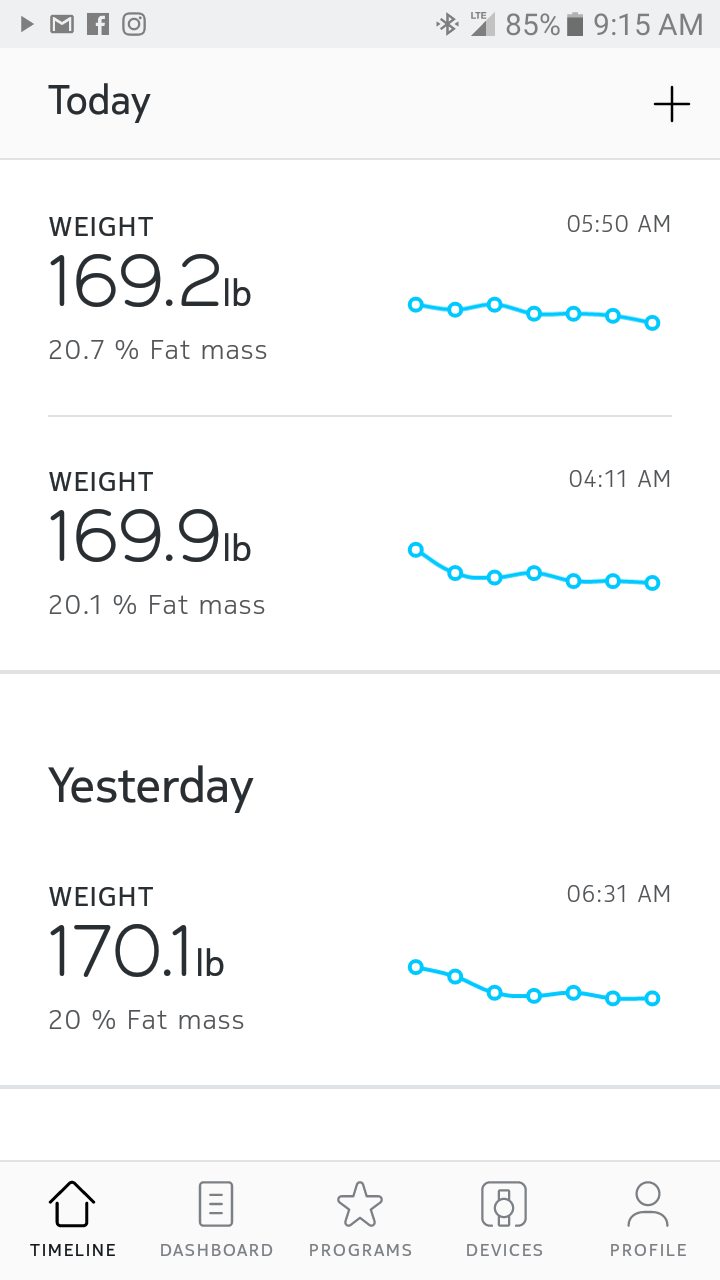 LTE 85% 9:15 AM
Today
WEIGHT 05:50 AM
169.2lb
20.7 % Fat mass
WEIGHT 04:11 AM
169.9lb
20.1 % Fat mass
Yesterday
WEIGHT 06:31 AM
170.1lb
20 % Fat mass
TIMELINE DASHBOARD PROGRAMS DEVICES PROFILE